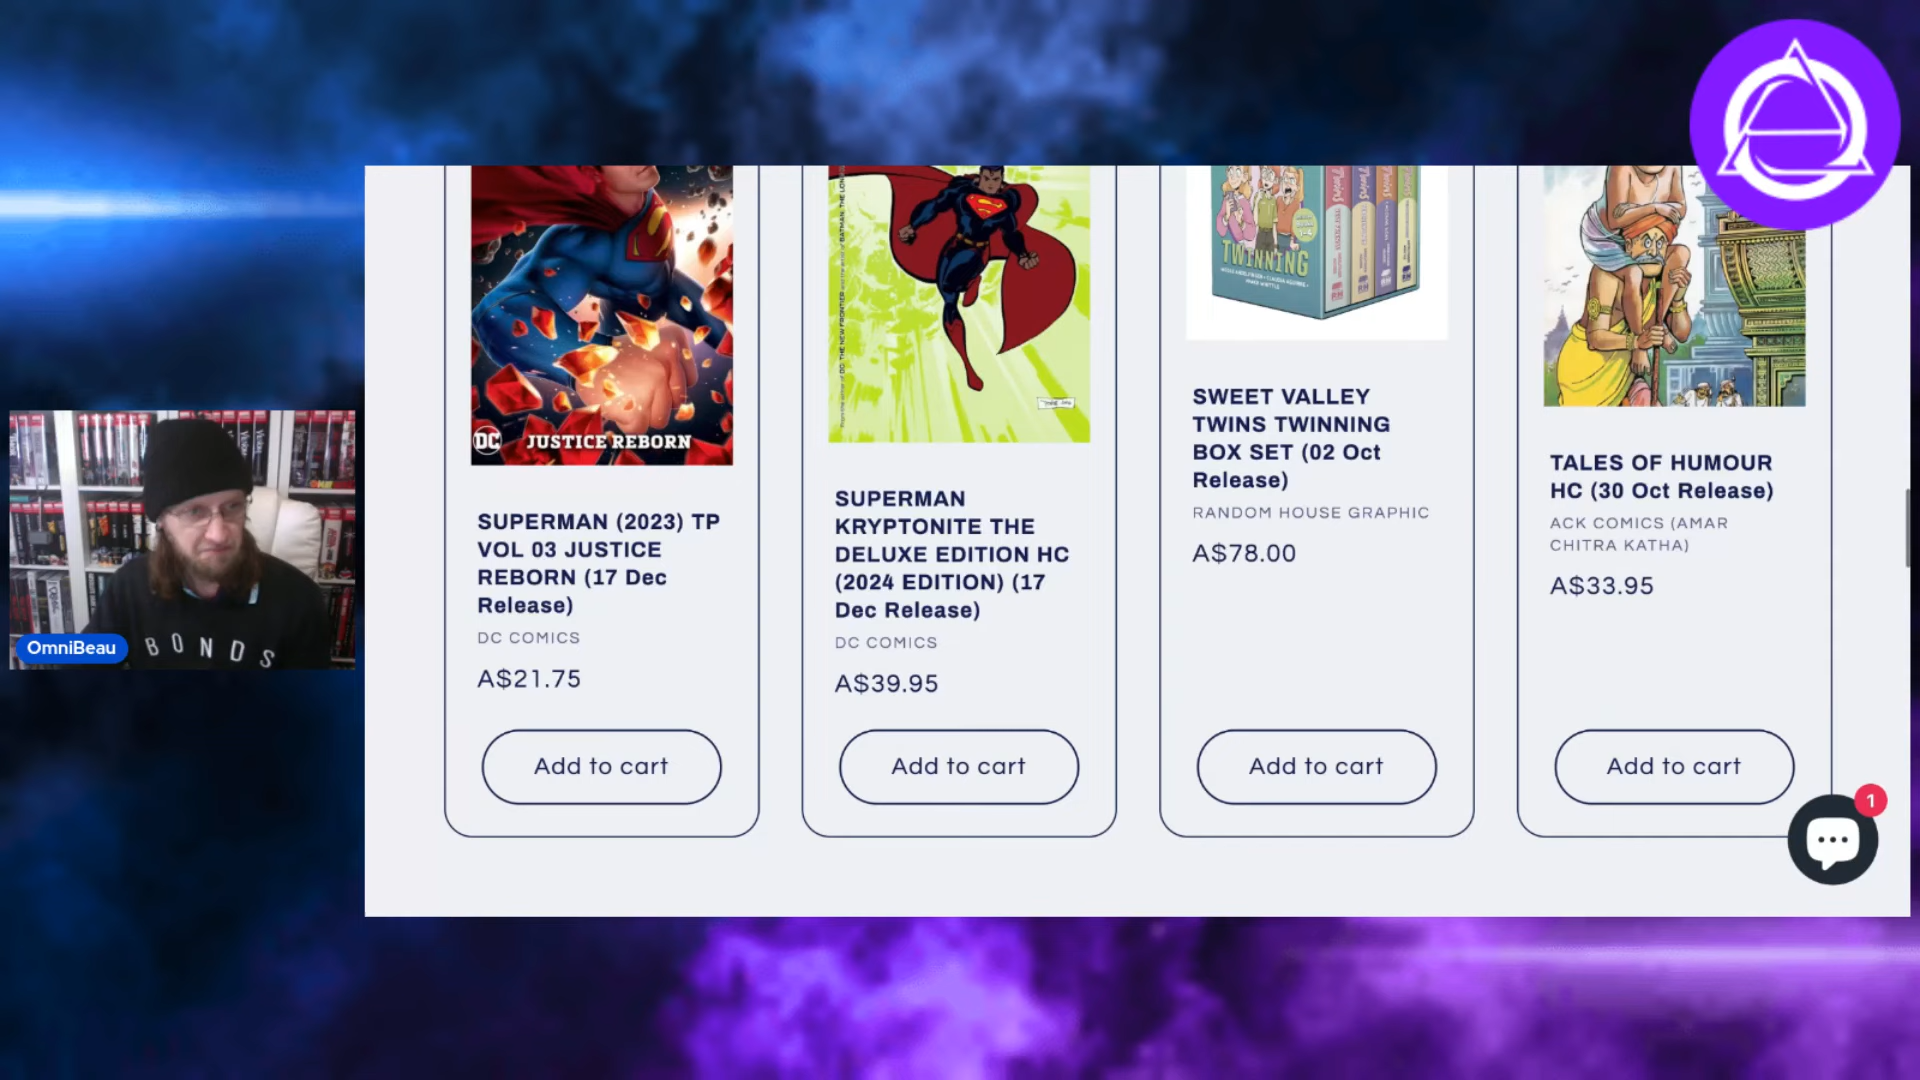 DC JUSTICE REBORN
SUPERMAN (2023) TP
VOL 03 JUSTICE
REBORN (17 Dec
Release)
DC COMICS
A$21.75
Add to cart
SUPERMAN
KRYPTONITE THE
DELUXE EDITION HC
(2024 EDITION) (17
Dec Release)
DC COMICS
A$39.95
Add to cart
TWINNING
SWEET VALLEY
TWINS TWINNING
BOX SET (02 Oct
Release)
RANDOM HOUSE GRAPHIC
A$78.00
Add to cart
TALES OF HUMOUR
HC (30 Oct Release)
ACK COMICS (AMAR
CHITRA KATHA)
A$33.95
Add to cart
1
OmniBeau
BONDS